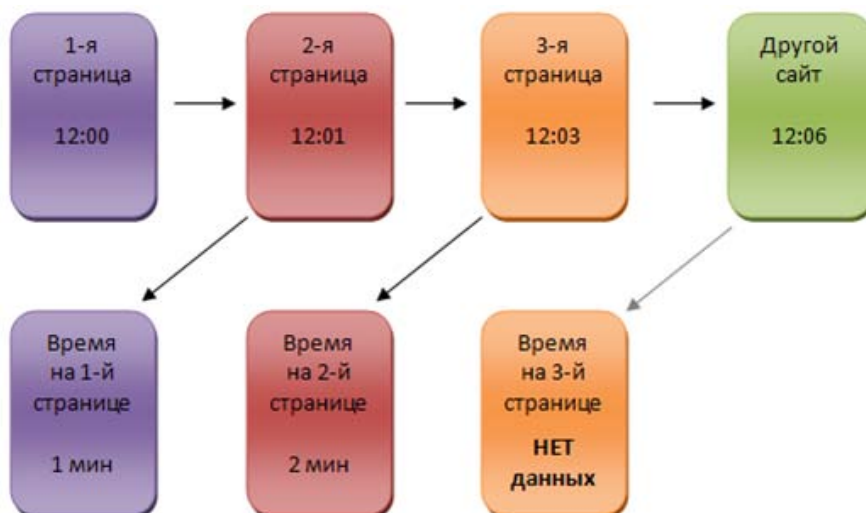 1-я
страница
12:00
2-я
страница
12:01
3-я
страница
12:03
Другой
сайт
12:06
Время
на 1-й
странице
1 мин
Время
на 2-й
странице
2 мин
Время
на 3-й
странице
НЕТ
данных